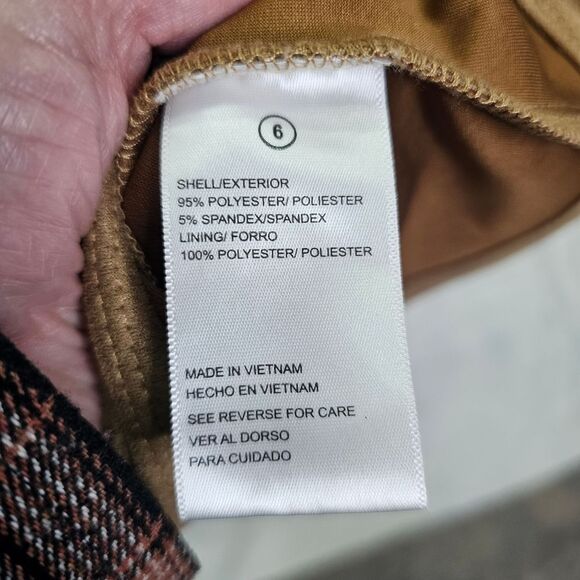 6
SHELL/EXTERIOR
95% POLYESTER/ POLIESTER
5% SPANDEX/SPANDEX
LINING/ FORRO
100% POLYESTER/ POLIESTER
MADE IN VIETNAM
HECHO EN VIETNAM
SEE REVERSE FOR CARE
VER AL DORSO
PARA CUIDADO